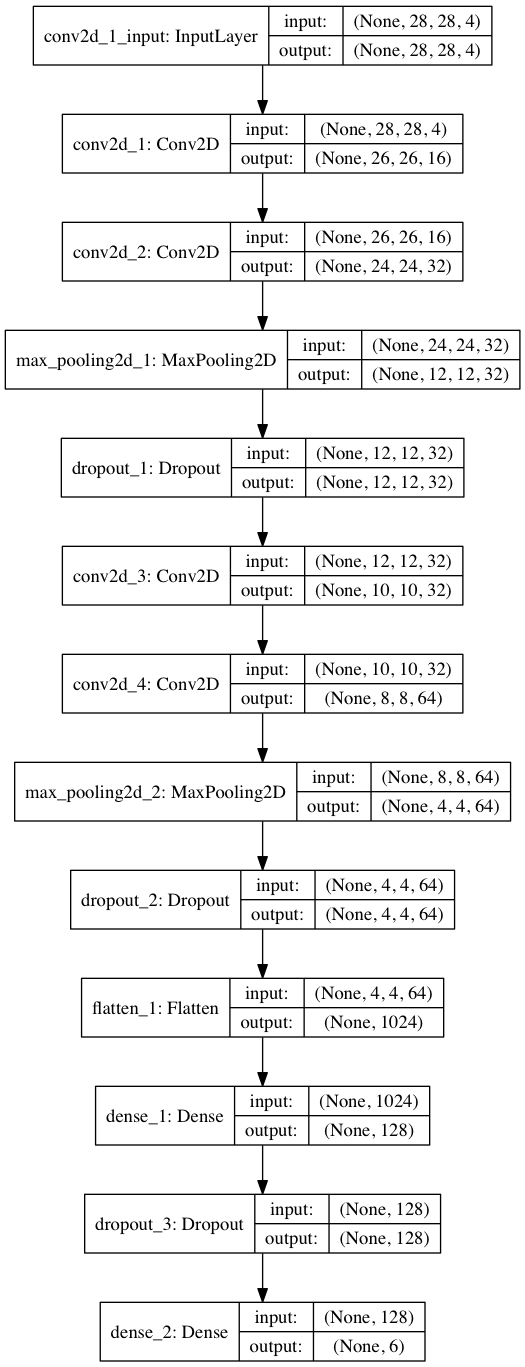 conv2d_1_input: InputLayer
input: (None, 28, 28, 4)
output: (None, 28, 28, 4)
conv2d_1: Conv2D
input: (None, 28, 28, 4)
output: (None, 26, 26, 16)
conv2d_2: Conv2D
input: (None, 26, 26, 16)
output: (None, 24, 24, 32)
max_pooling2d_1: MaxPooling2D
input: (None, 24, 24, 32)
output: (None, 12, 12, 32)
dropout_1: Dropout
input: (None, 12, 12, 32)
output: (None, 12, 12, 32)
conv2d_3: Conv2D
input: (None, 12, 12, 32)
output: (None, 10, 10, 32)
conv2d_4: Conv2D
input: (None, 10, 10, 32)
output: (None, 8, 8, 64)
max_pooling2d_2: MaxPooling2D
input: (None, 8, 8, 64)
output: (None, 4, 4, 64)
dropout_2: Dropout
input: (None, 4, 4, 64)
output: (None, 4, 4, 64)
flatten_1: Flatten
input: (None, 4, 4, 64)
output: (None, 1024)
dense_1: Dense
input: (None, 1024)
output: (None, 128)
dropout_3: Dropout
input: (None, 128)
output: (None, 128)
dense_2: Dense
input: (None, 128)
output: (None, 6)